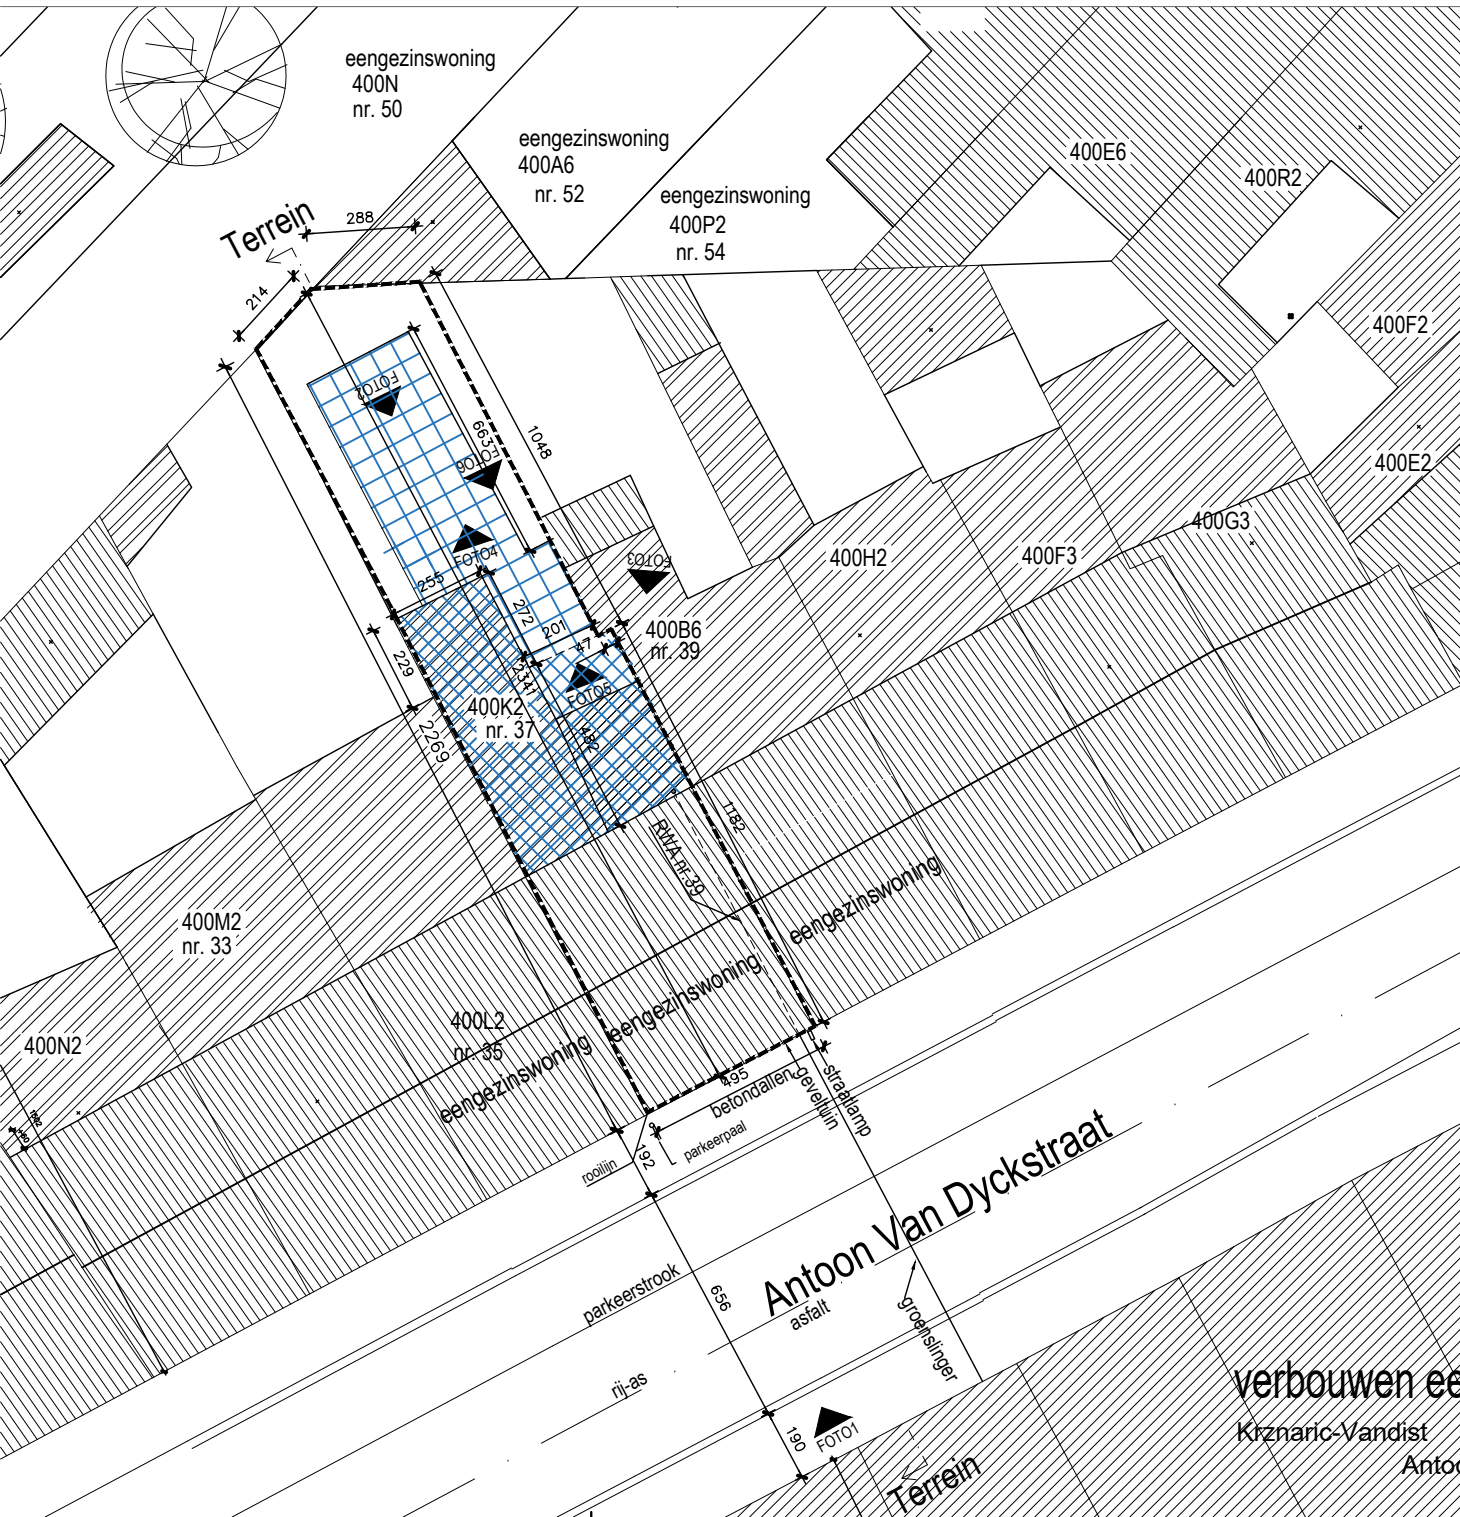 eengezinswoning
400N
nr. 50
eengezinswoning
400A6
nr. 52
eengezinswoning
400P2
nr. 54
400E6
400R2
400F2
400E2
400G3
400F3
400H2
Terrein
288
214
FOTO2
663
FOTO6
1048
FOTO4
255
272
201
47
FOTO3
400B6
nr. 39
229
2269
2341
FOTO5
400K2
nr. 37
482
1182
RWA nr.39
eengezinswoning
eengezinswoning
eengezinswoning
400M2
nr. 33
400L2
nr. 35
400N2
495
betondallen
geveltuin
straatlamp
parkeerpaal
rooilijn
192
Antoon Van Dyckstraat
asfalt
parkeerstrook
656
groenslinger
rij-as
190
FOTO1
Terrein
verbouwen ee
Krznaric-Vandist
Antoo